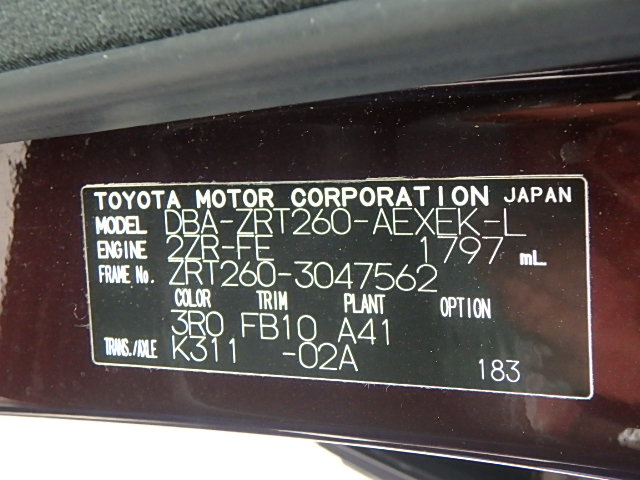 TOYOTA MOTOR CORPORATION JAPAN
MODEL DBA-ZRT260-AEXEK-L
ENGINE 2ZR-FE 1797 mL
FRAME No. ZRT260-3047562
COLOR TRIM PLANT OPTION
3R0 FB10 A41
TRANS./AXLE K311 -02A
183